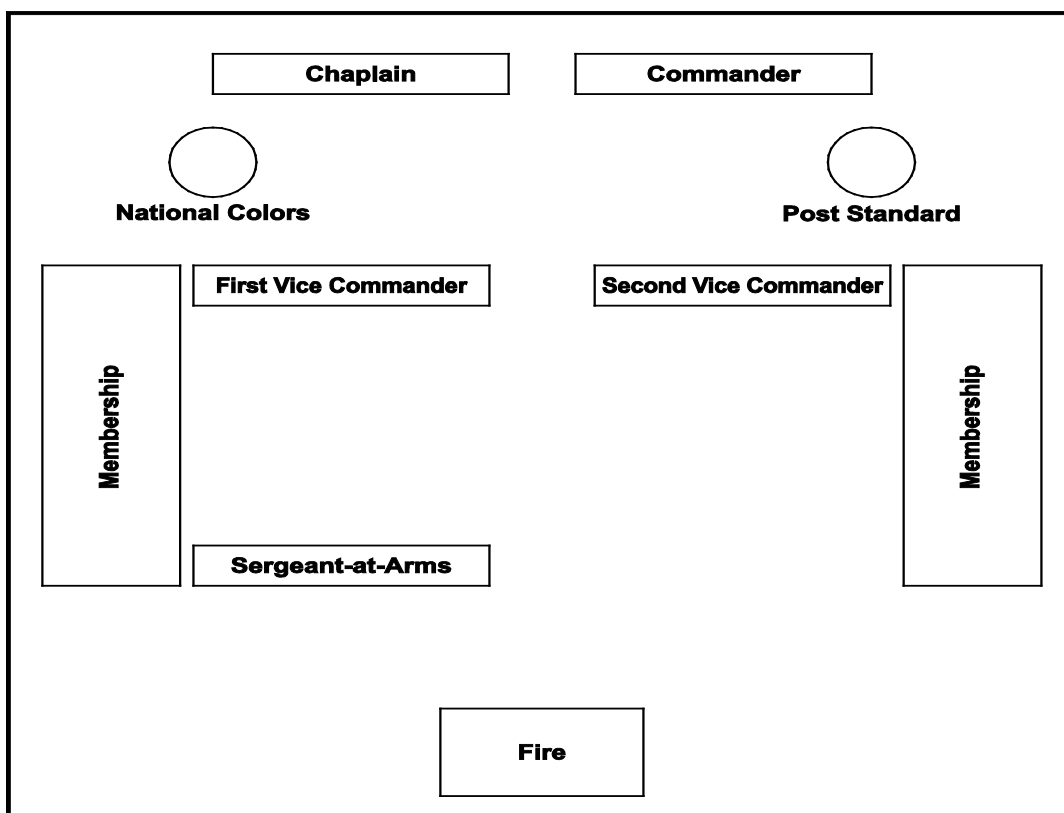 Chaplain
Commander
National Colors
Post Standard
First Vice Commander
Second Vice Commander
Membership
Membership
Sergeant-at-Arms
Fire